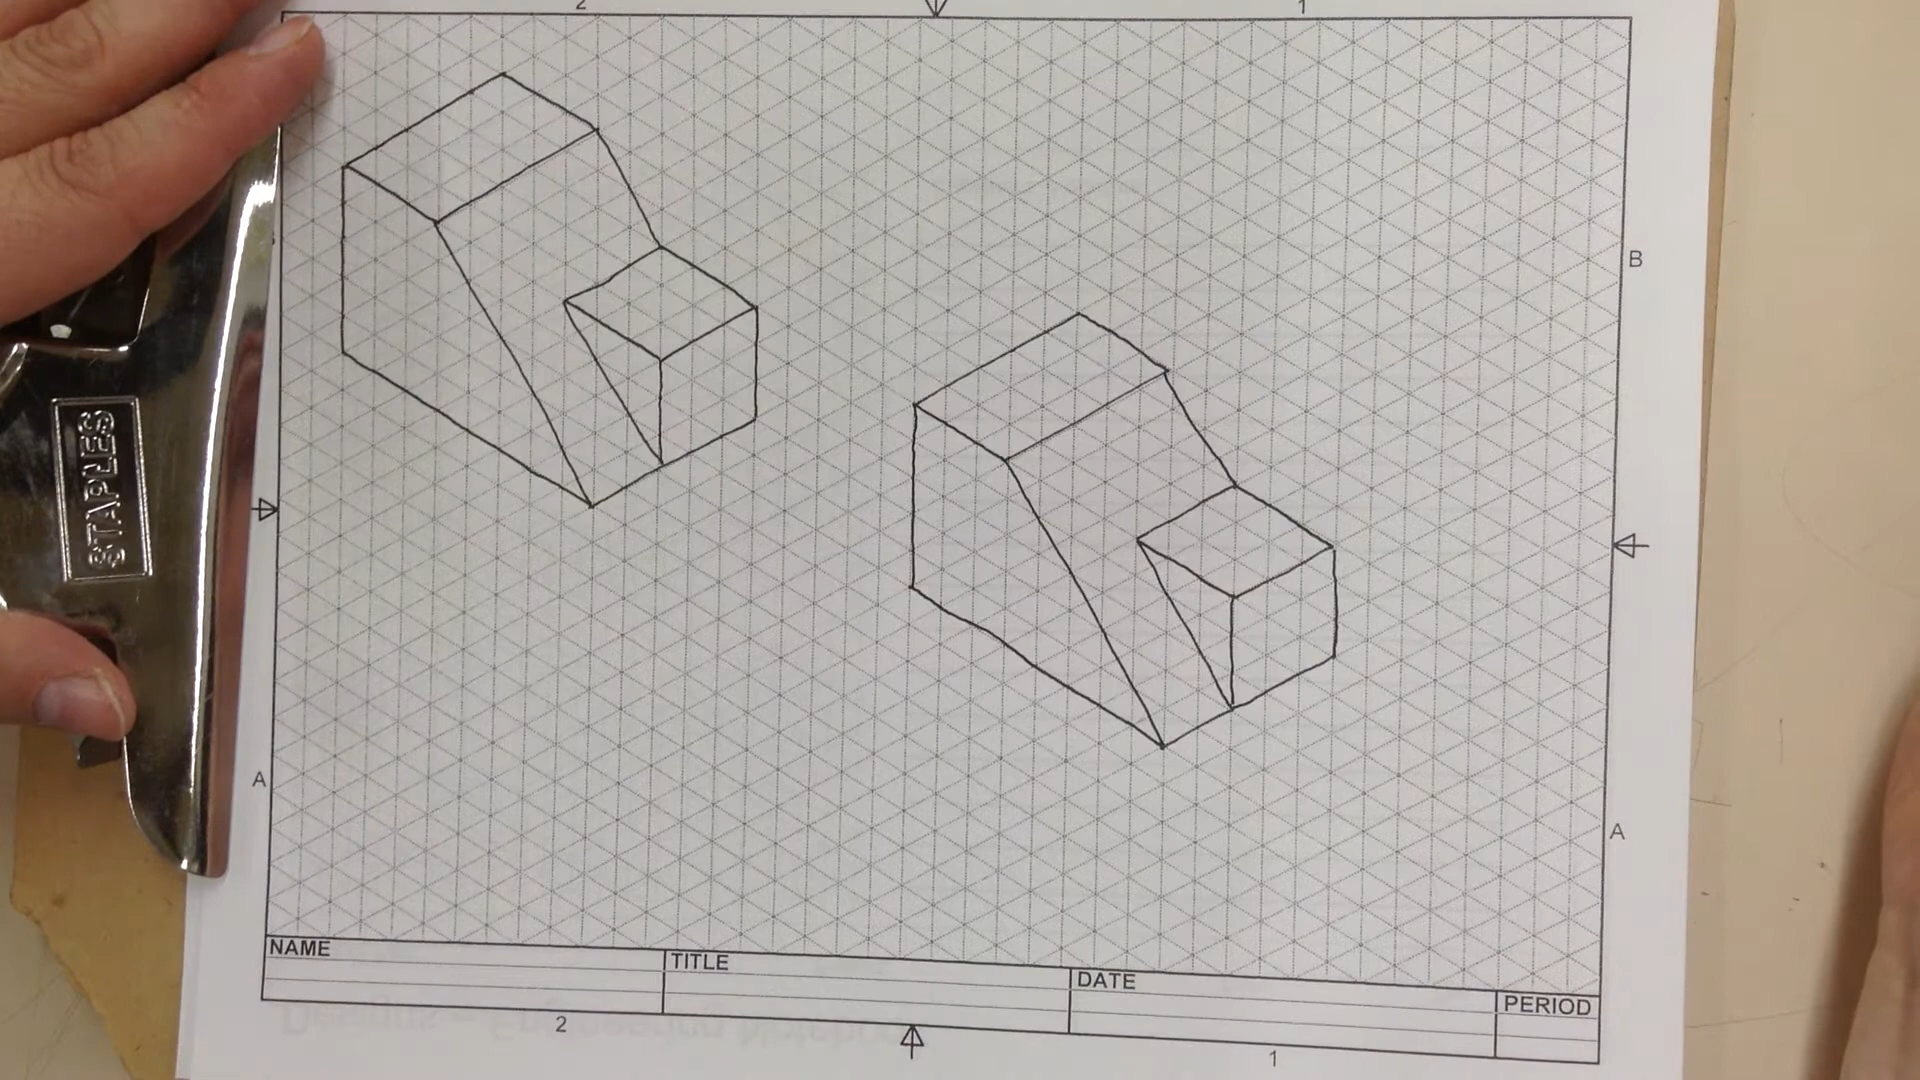 2 1
B
STAPLES
A
A
NAME TITLE DATE PERIOD
2 1